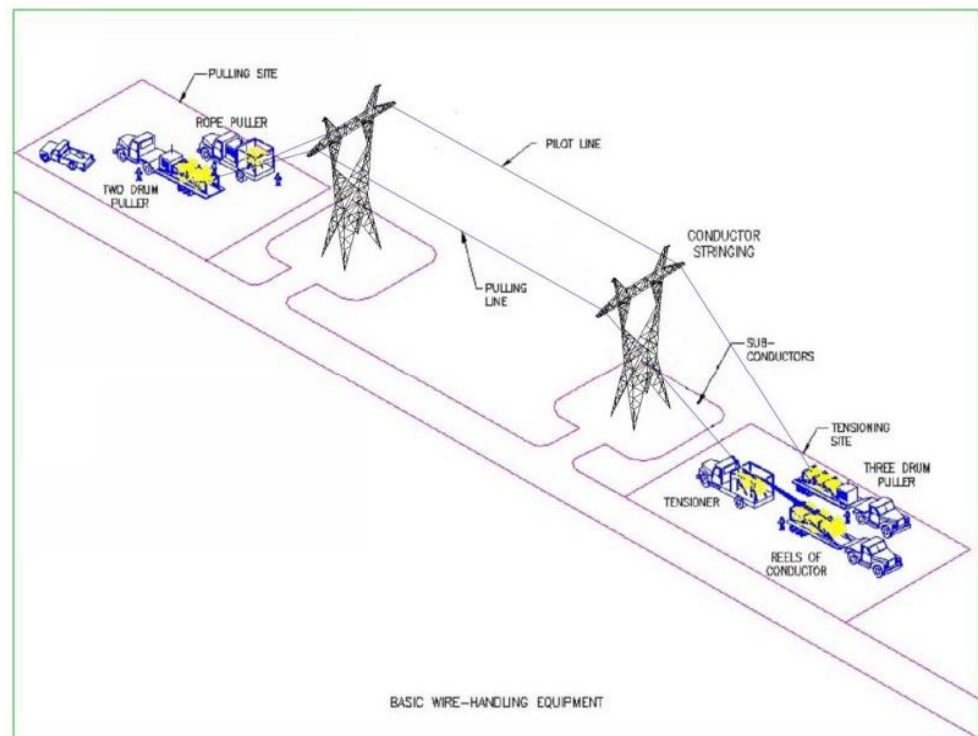 PULLING SITE
ROPE PULLER
TWO DRUM
PULLER
PILOT LINE
PULLING
LINE
CONDUCTOR
STRINGING
SUB-
CONDUCTORS
TENSIONING
SITE
THREE DRUM
PULLER
TENSIONER
REELS OF
CONDUCTOR
BASIC WIRE-HANDLING EQUIPMENT